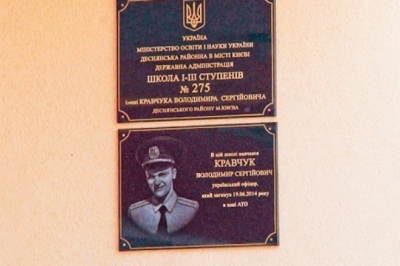 УКРАЇНА
МІНІСТЕРСТВО ОСВІТИ І НАУКИ УКРАЇНИ
ДЕСНЯНСЬКА РАЙОННА В МІСТІ КИЄВІ
ДЕРЖАВНА АДМІНІСТРАЦІЯ
ШКОЛА І-ІІІ СТУПЕНІВ
№ 275
імені КРАВЧУКА ВОЛОДИМИРА СЕРГІЙОВИЧА
ДЕСНЯНСЬКОГО РАЙОНУ М.КИЄВА
В цій школі навчався
КРАВЧУК
ВОЛОДИМИР СЕРГІЙОВИЧ
український офіцер,
який загинув 19.06.2014 року
в зоні АТО